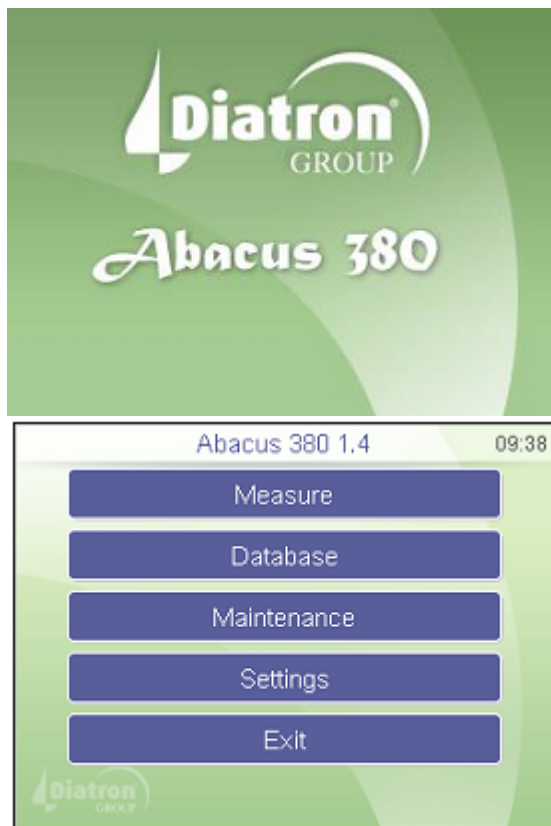 Diatron®
GROUP
Abacus 380
Abacus 380 1.4 09:38
Measure
Database
Maintenance
Settings
Exit
Diatron
GROUP